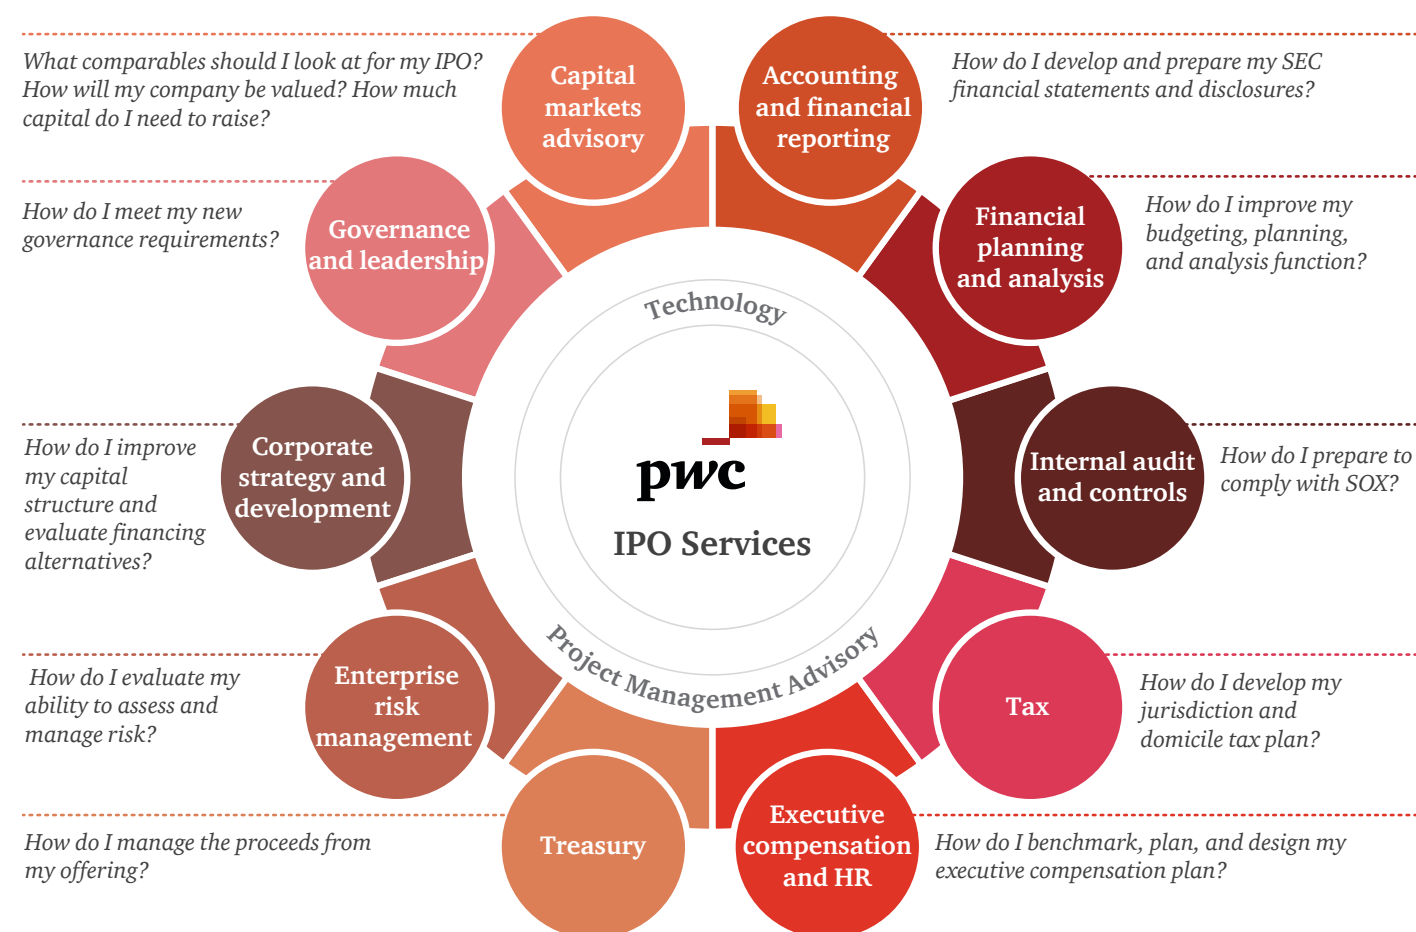 What comparables should I look at for my IPO?
How will my company be valued? How much
capital do I need to raise?
Capital
markets
advisory
Accounting
and financial
reporting
How do I develop and prepare my SEC
financial statements and disclosures?
How do I meet my new
governance requirements?
Governance
and leadership
Financial
planning
and analysis
How do I improve my
budgeting, planning,
and analysis function?
Technology
pwc
IPO Services
Project Management Advisory
How do I improve
my capital
structure and
evaluate financing
alternatives?
Corporate
strategy and
development
Internal audit
and controls
How do I prepare to
comply with SOX?
How do I evaluate my
ability to assess and
manage risk?
Enterprise
risk
management
Tax
How do I develop my
jurisdiction and
domicile tax plan?
How do I manage the proceeds from
my offering?
Treasury
Executive
compensation
and HR
How do I benchmark, plan, and design my
executive compensation plan?